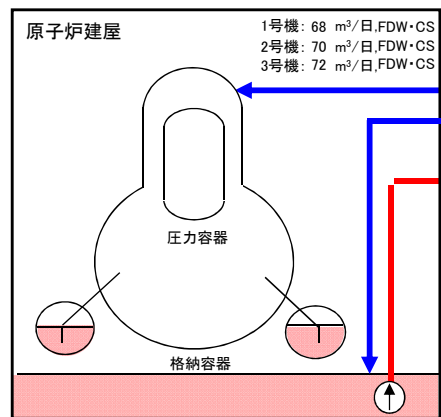 原子炉建屋
1号機: 68 m³/日,FDW・CS
2号機: 70 m³/日,FDW・CS
3号機: 72 m³/日,FDW・CS
圧力容器
格納容器